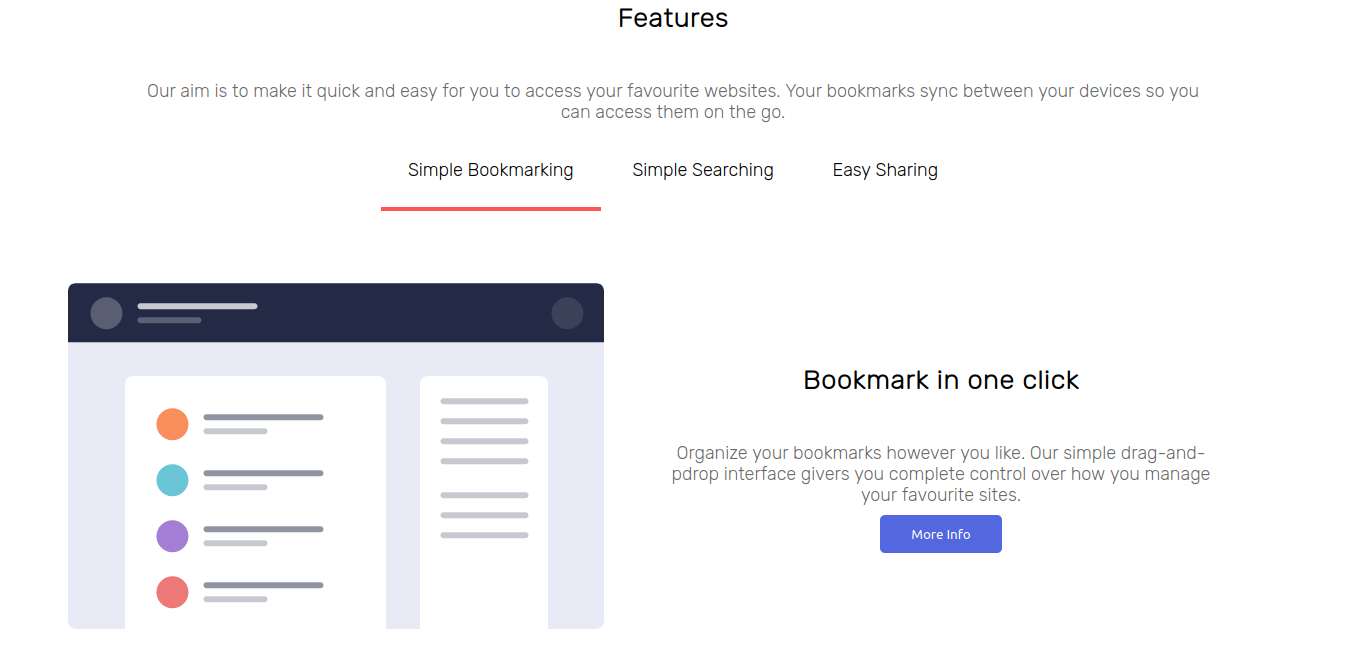 Features
Our aim is to make it quick and easy for you to access your favourite websites. Your bookmarks sync between your devices so you
can access them on the go.
Simple Bookmarking Simple Searching Easy Sharing
Bookmark in one click
Organize your bookmarks however you like. Our simple drag-and-
pdrop interface givers you complete control over how you manage
your favourite sites.
More Info